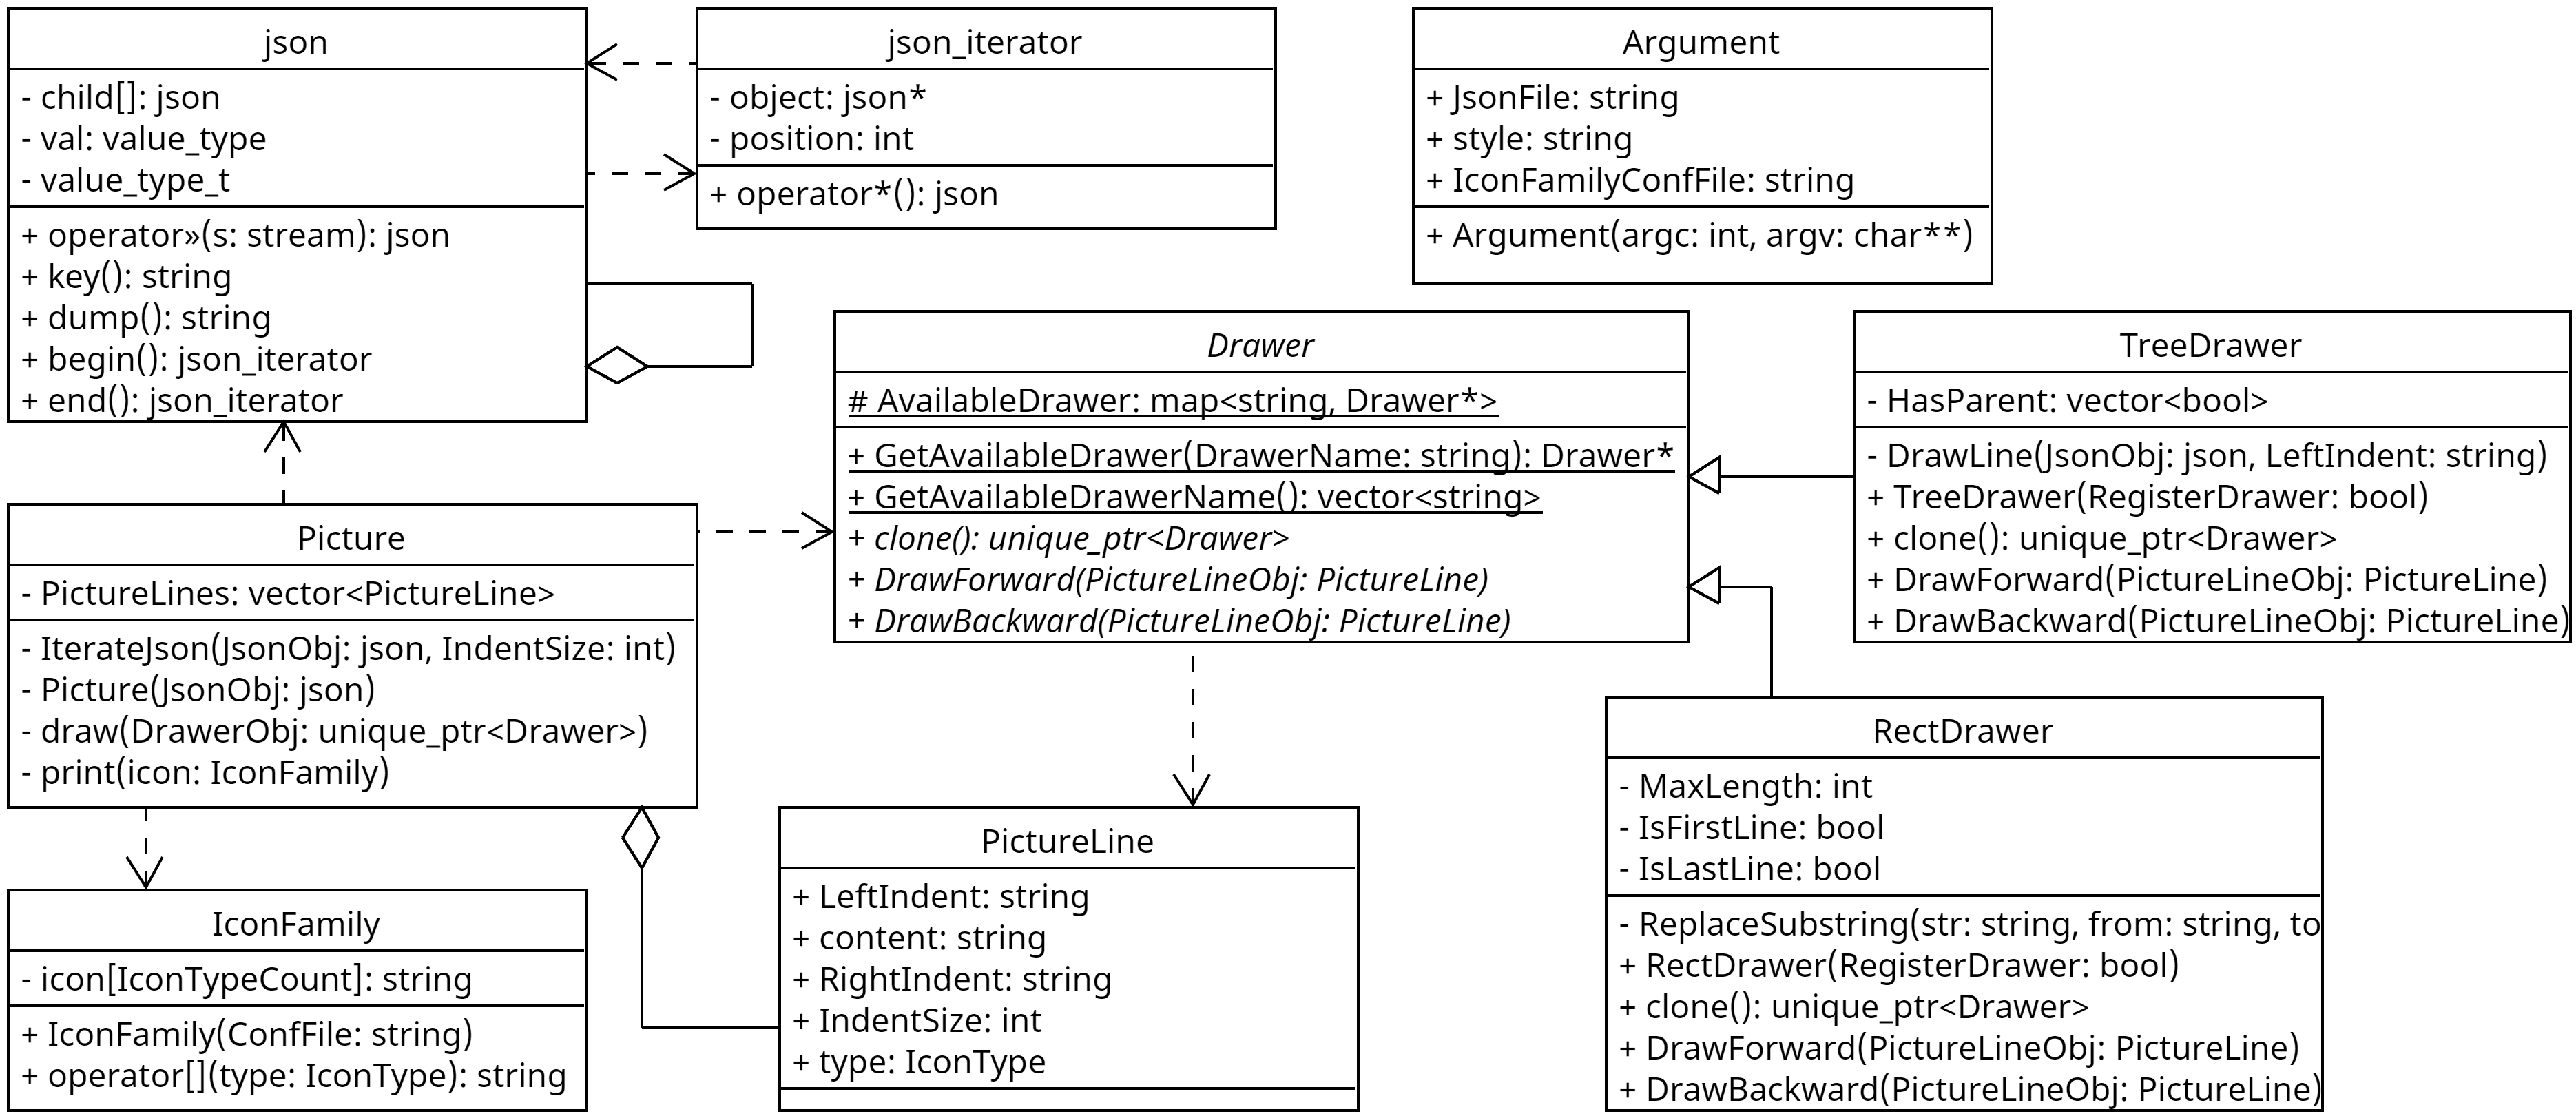 json
- child[]: json
- val: value_type
- value_type_t
+ operator»(s: stream): json
+ key(): string
+ dump(): string
+ begin(): json_iterator
+ end(): json_iterator
json_iterator
- object: json*
- position: int
+ operator*(): json
Argument
+ JsonFile: string
+ style: string
+ IconFamilyConfFile: string
+ Argument(argc: int, argv: char**)
Drawer
# AvailableDrawer: map<string, Drawer*>
+ GetAvailableDrawer(DrawerName: string): Drawer*
+ GetAvailableDrawerName(): vector<string>
+ clone(): unique_ptr<Drawer>
+ DrawForward(PictureLineObj: PictureLine)
+ DrawBackward(PictureLineObj: PictureLine)
TreeDrawer
- HasParent: vector<bool>
- DrawLine(JsonObj: json, LeftIndent: string)
+ TreeDrawer(RegisterDrawer: bool)
+ clone(): unique_ptr<Drawer>
+ DrawForward(PictureLineObj: PictureLine)
+ DrawBackward(PictureLineObj: PictureLine)
Picture
- PictureLines: vector<PictureLine>
- IterateJson(JsonObj: json, IndentSize: int)
- Picture(JsonObj: json)
- draw(DrawerObj: unique_ptr<Drawer>)
- print(icon: IconFamily)
RectDrawer
- MaxLength: int
- IsFirstLine: bool
- IsLastLine: bool
- ReplaceSubstring(str: string, from: string, to
+ RectDrawer(RegisterDrawer: bool)
+ clone(): unique_ptr<Drawer>
+ DrawForward(PictureLineObj: PictureLine)
+ DrawBackward(PictureLineObj: PictureLine)
PictureLine
+ LeftIndent: string
+ content: string
+ RightIndent: string
+ IndentSize: int
+ type: IconType
IconFamily
- icon[IconTypeCount]: string
+ IconFamily(ConfFile: string)
+ operator[](type: IconType): string